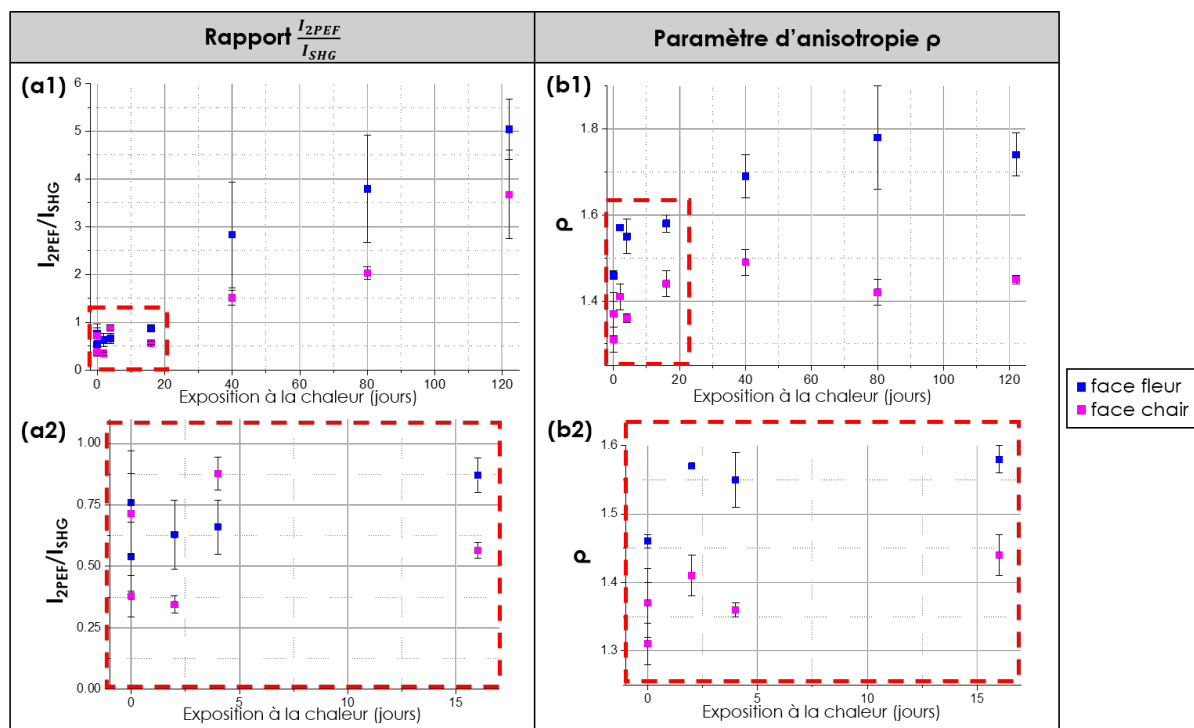 Rapport I2PEF/ISHG
Paramètre d'anisotropie ρ
(a1)
I2PEF/ISHG
6
5
4
3
2
1
0
0 20 40 60 80 100 120
Exposition à la chaleur (jours)
(b1)
ρ
1.8
1.6
1.4
0 20 40 60 80 100 120
Exposition à la chaleur (jours)
face fleur
face chair
(a2)
I2PEF/ISHG
1.00
0.75
0.50
0.25
0.00
0 5 10 15
Exposition à la chaleur (jours)
(b2)
ρ
1.6
1.5
1.4
1.3
0 5 10 15
Exposition à la chaleur (jours)